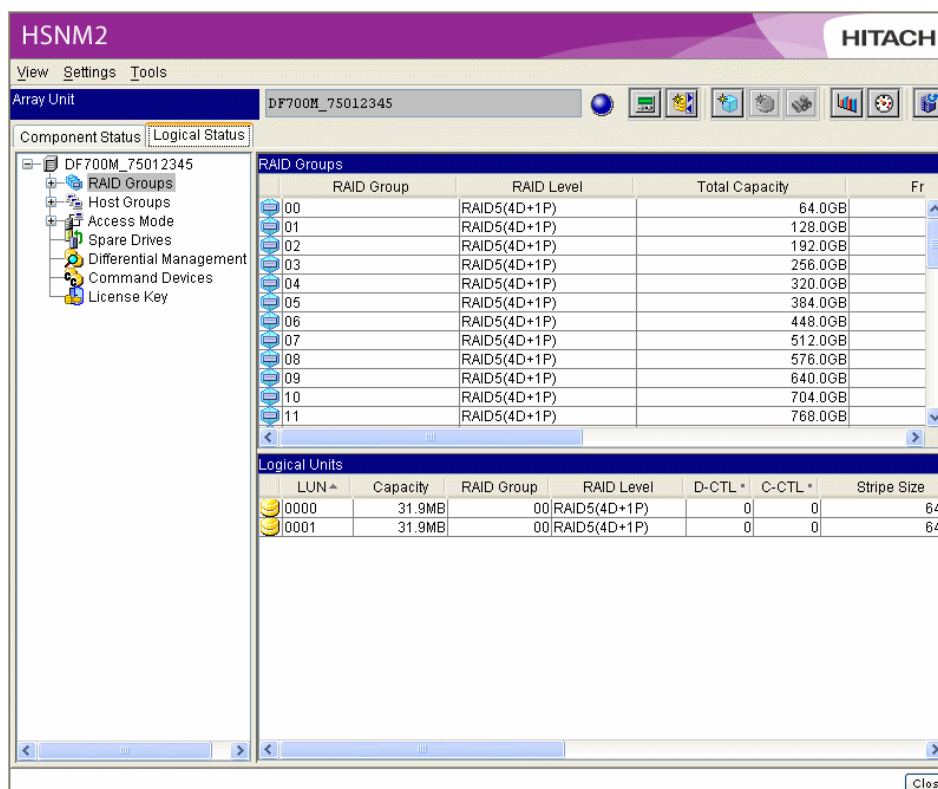 HSNM2
HITACH
View Settings Tools
Array Unit
DF700M_75012345
Component Status Logical Status
DF700M_75012345
RAID Groups
Host Groups
Access Mode
Spare Drives
Differential Management
Command Devices
License Key
RAID Groups
RAID Group RAID Level Total Capacity Fr
00 RAID5(4D+1P) 64.0GB
01 RAID5(4D+1P) 128.0GB
02 RAID5(4D+1P) 192.0GB
03 RAID5(4D+1P) 256.0GB
04 RAID5(4D+1P) 320.0GB
05 RAID5(4D+1P) 384.0GB
06 RAID5(4D+1P) 448.0GB
07 RAID5(4D+1P) 512.0GB
08 RAID5(4D+1P) 576.0GB
09 RAID5(4D+1P) 640.0GB
10 RAID5(4D+1P) 704.0GB
11 RAID5(4D+1P) 768.0GB
Logical Units
LUN Capacity RAID Group RAID Level D-CTL * C-CTL * Stripe Size
0000 31.9MB 00 RAID5(4D+1P) 0 0 64
0001 31.9MB 00 RAID5(4D+1P) 0 0 64
Clos